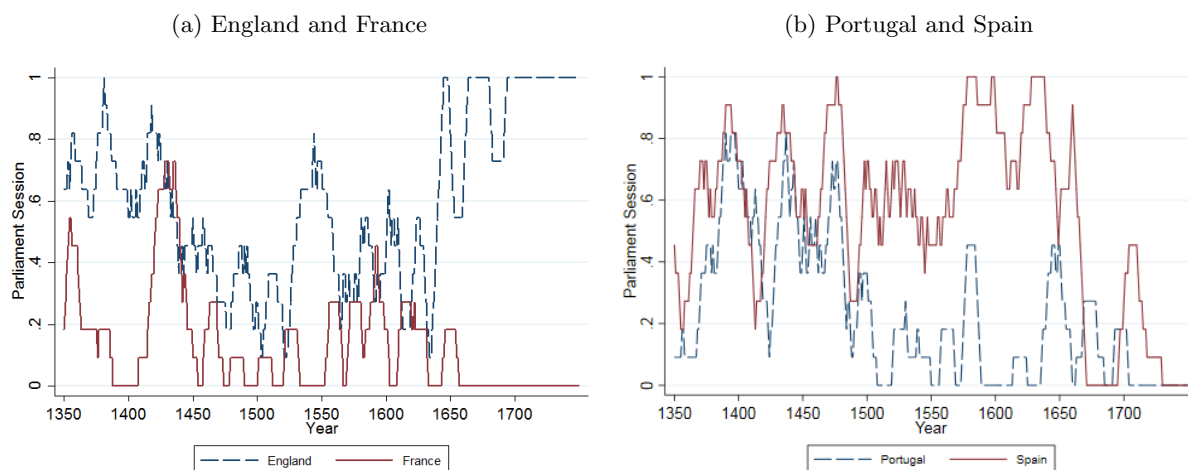 (a) England and France
Parliament Session
1
.8
.6
.4
.2
0
1350 1400 1450 1500 1550 1600 1650 1700
Year
England France
(b) Portugal and Spain
Parliament Session
1
.8
.6
.4
.2
0
1350 1400 1450 1500 1550 1600 1650 1700
Year
Portugal Spain